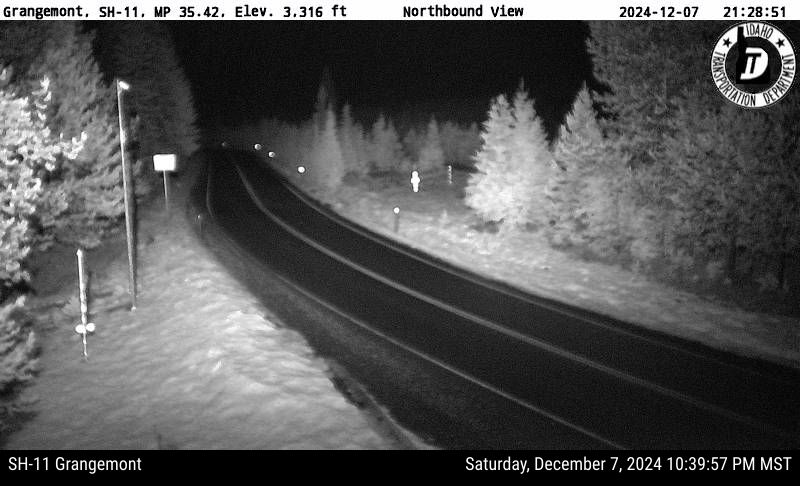 Grangemont, SH-11, MP 35.42, Elev. 3,316 ft Northbound View 2024-12-07 21:28:51
IDAHO
TRANSPORTATION DEPARTMENT
SH-11 Grangemont Saturday, December 7, 2024 10:39:57 PM MST